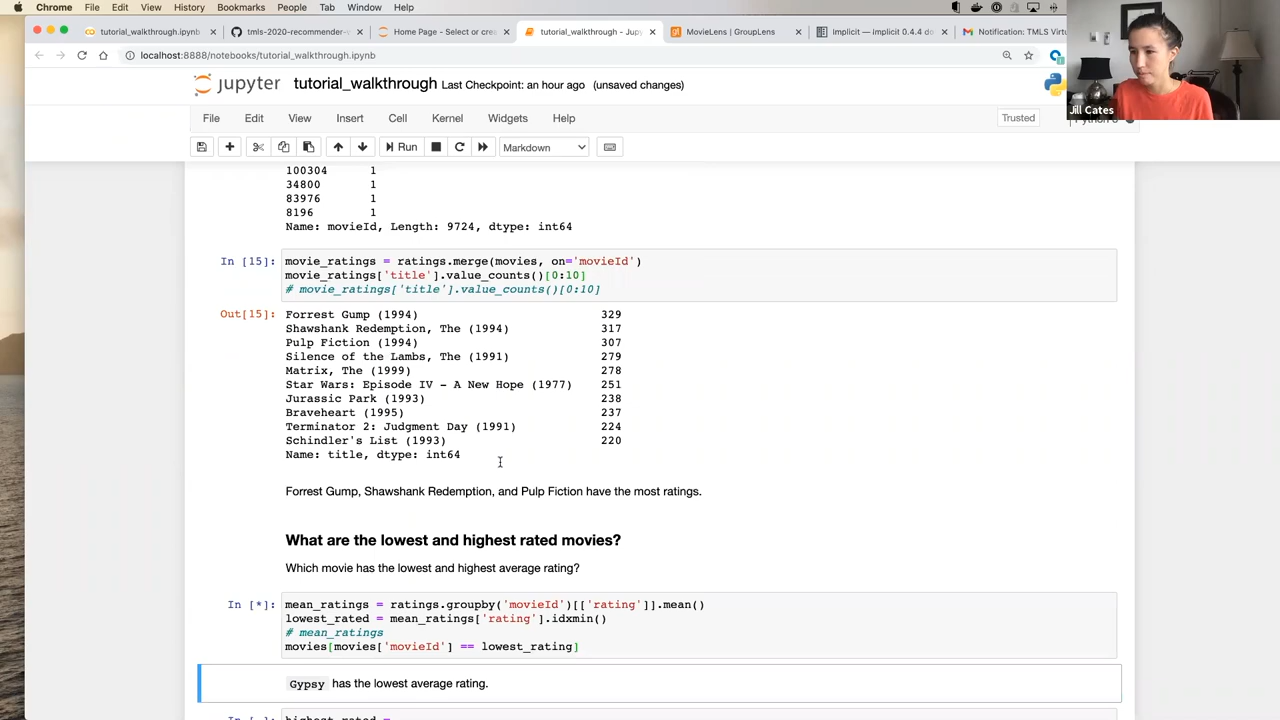 Chrome File Edit View History Bookmarks People Tab Window Help
tutorial_walkthrough.ipynb
tmls-2020-recommender-
Home Page - Select or crea
tutorial_walkthrough - Jupy
MovieLens | GroupLens
Implicit — implicit 0.4.4 do
Notification: TMLS Virtu
localhost:8888/notebooks/tutorial_walkthrough.ipynb
Jill Cates
jupyter tutorial_walkthrough Last Checkpoint: an hour ago (unsaved changes)
File Edit View Insert Cell Kernel Widgets Help Trusted
Run Markdown
100304 1
34800 1
83976 1
8196 1
Name: movieId, Length: 9724, dtype: int64
In [15]: movie_ratings = ratings.merge(movies, on='movieId')
movie_ratings['title'].value_counts()[0:10]
# movie_ratings['title'].value_counts()[0:10]
Out[15]: Forrest Gump (1994) 329
Shawshank Redemption, The (1994) 317
Pulp Fiction (1994) 307
Silence of the Lambs, The (1991) 279
Matrix, The (1999) 278
Star Wars: Episode IV - A New Hope (1977) 251
Jurassic Park (1993) 238
Braveheart (1995) 237
Terminator 2: Judgment Day (1991) 224
Schindler's List (1993) 220
Name: title, dtype: int64
Forrest Gump, Shawshank Redemption, and Pulp Fiction have the most ratings.
What are the lowest and highest rated movies?
Which movie has the lowest and highest average rating?
In [*]: mean_ratings = ratings.groupby('movieId')[['rating']].mean()
lowest_rated = mean_ratings['rating'].idxmin()
# mean_ratings
movies[movies['movieId'] == lowest_rating]
Gypsy has the lowest average rating.